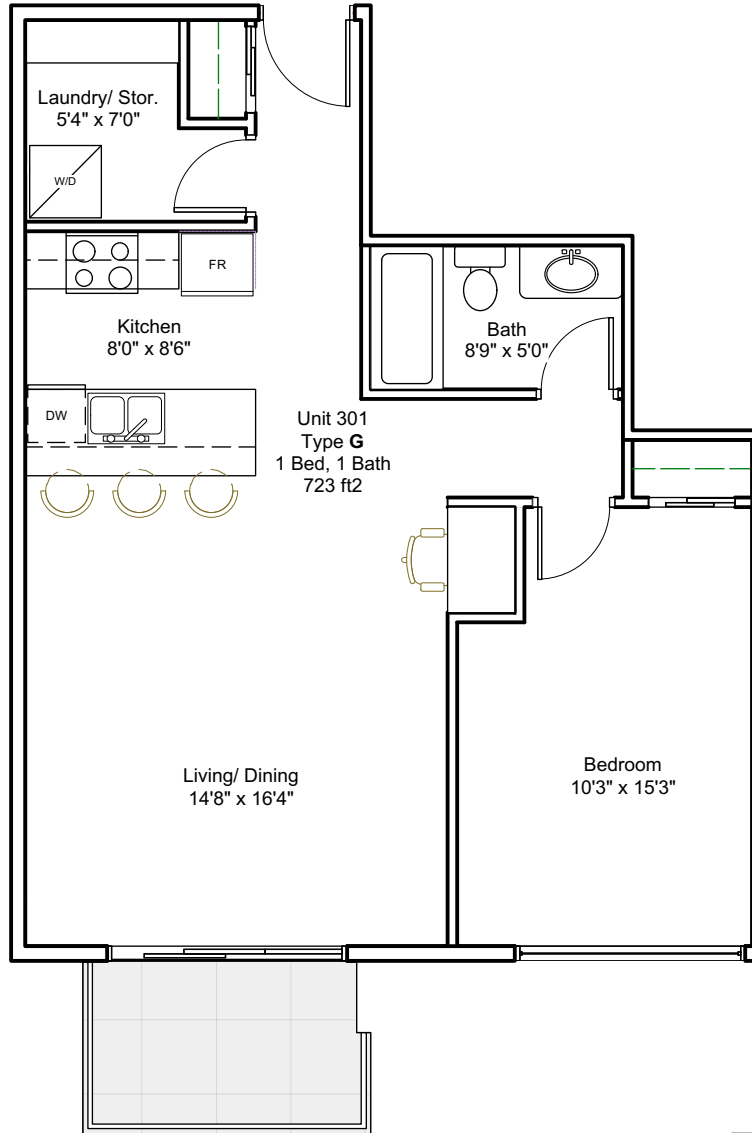 Laundry/ Stor.
5'4" x 7'0"
W/D
FR
Kitchen
8'0" x 8'6"
Bath
8'9" x 5'0"
DW
Unit 301
Type G
1 Bed, 1 Bath
723 ft2
Living/ Dining
14'8" x 16'4"
Bedroom
10'3" x 15'3"